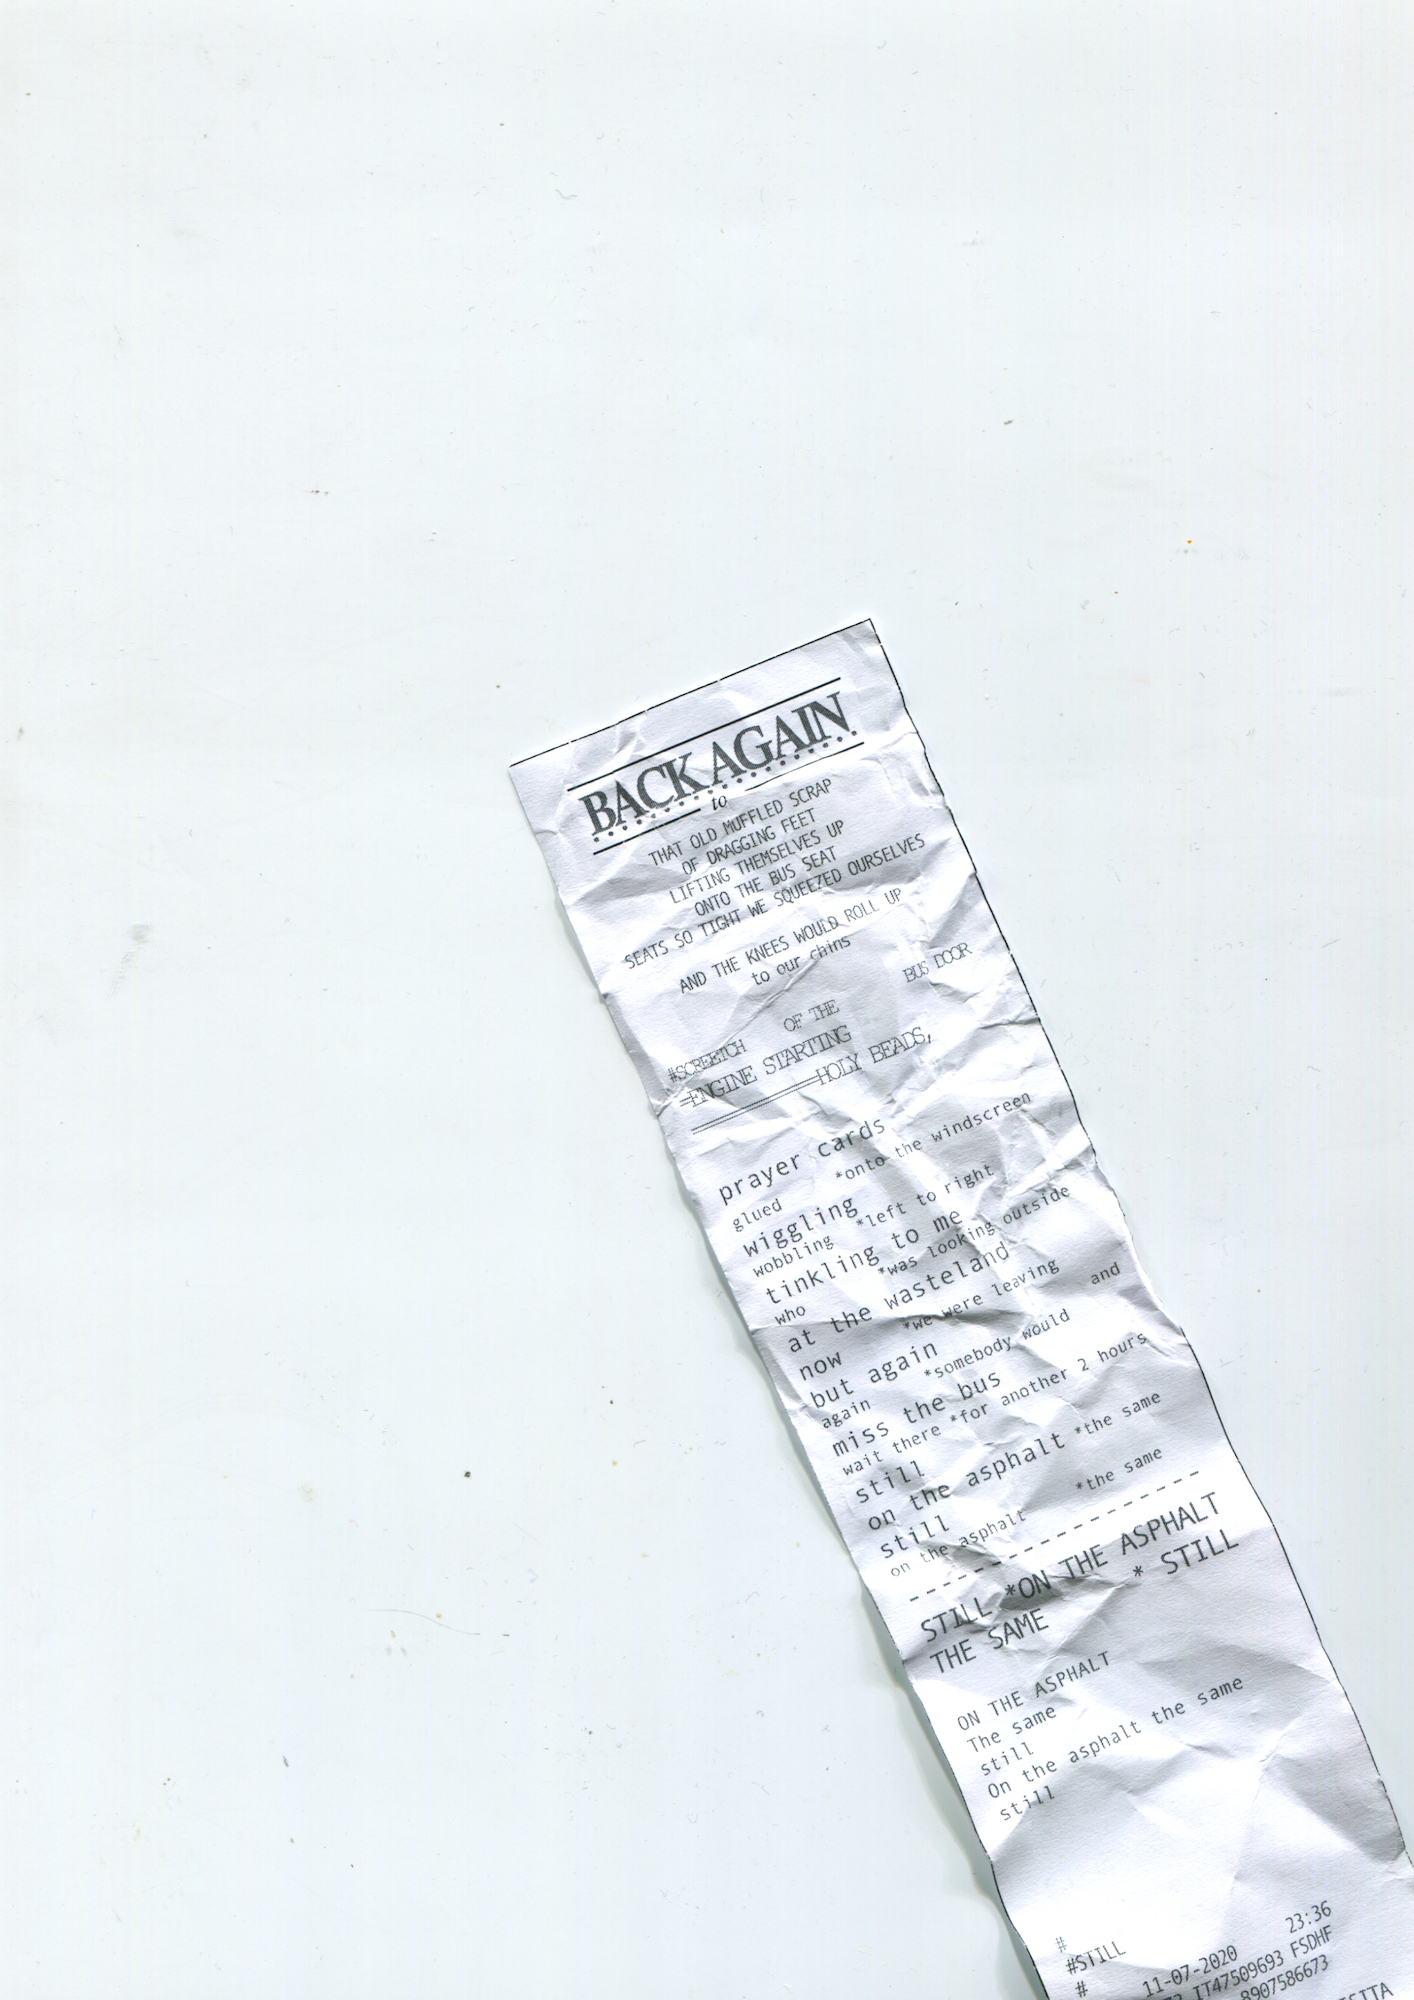 BACK AGAIN
to
THAT OLD MUFFLED SCRAP
OF DRAGGING FEET
LIFTING THEMSELVES UP
ONTO THE BUS SEAT
SEATS SO TIGHT WE SQUEEZED OURSELVES
AND THE KNEES WOULD ROLL UP
to our chins
BUS DOOR
OF THE
#SCREETCH
=ENGINE STARTING
HOLY BEADS,
prayer cards
glued *onto the windscreen
wiggling
wobbling *left to right
tinkling to me
who *was looking outside
at the wasteland
now *we were leaving and
but again
again *somebody would
miss the bus
wait there *for another 2 hours
still
on the asphalt *the same
still
on the asphalt *the same
STILL *ON THE ASPHALT
THE SAME * STILL
ON THE ASPHALT
The same
still
On the asphalt the same
still
# 23:36
#STILL
# 11-07-2020
IT47509693 FSDHF
8907586673